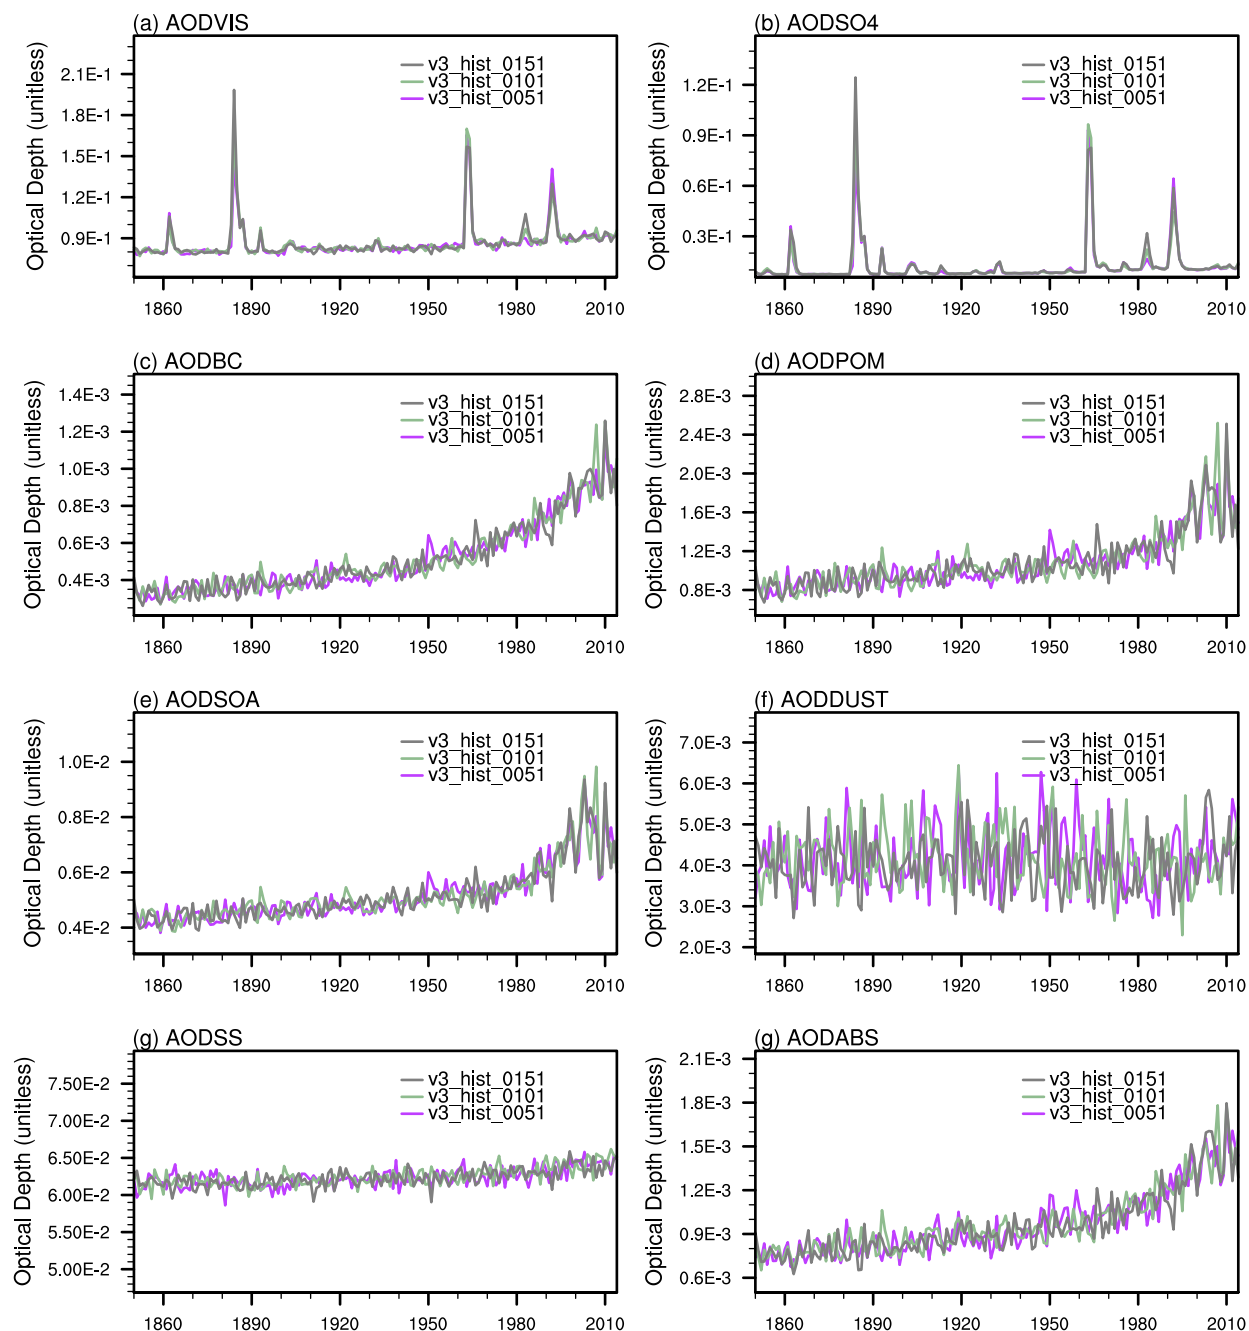 (a) AODVIS
Optical Depth (unitless)
2.1E-1
1.8E-1
1.5E-1
1.2E-1
0.9E-1
v3_hist_0151
v3_hist_0101
v3_hist_0051
1860 1890 1920 1950 1980 2010
(b) AODSO4
Optical Depth (unitless)
1.2E-1
0.9E-1
0.6E-1
0.3E-1
v3_hist_0151
v3_hist_0101
v3_hist_0051
1860 1890 1920 1950 1980 2010
(c) AODBC
Optical Depth (unitless)
1.4E-3
1.2E-3
1.0E-3
0.8E-3
0.6E-3
0.4E-3
v3_hist_0151
v3_hist_0101
v3_hist_0051
1860 1890 1920 1950 1980 2010
(d) AODPOM
Optical Depth (unitless)
2.8E-3
2.4E-3
2.0E-3
1.6E-3
1.2E-3
0.8E-3
v3_hist_0151
v3_hist_0101
v3_hist_0051
1860 1890 1920 1950 1980 2010
(e) AODSOA
Optical Depth (unitless)
1.0E-2
0.8E-2
0.6E-2
0.4E-2
v3_hist_0151
v3_hist_0101
v3_hist_0051
1860 1890 1920 1950 1980 2010
(f) AODDUST
Optical Depth (unitless)
7.0E-3
6.0E-3
5.0E-3
4.0E-3
3.0E-3
2.0E-3
v3_hist_0151
v3_hist_0101
v3_hist_0051
1860 1890 1920 1950 1980 2010
(g) AODSS
Optical Depth (unitless)
7.50E-2
7.00E-2
6.50E-2
6.00E-2
5.50E-2
5.00E-2
v3_hist_0151
v3_hist_0101
v3_hist_0051
1860 1890 1920 1950 1980 2010
(g) AODABS
Optical Depth (unitless)
2.1E-3
1.8E-3
1.5E-3
1.2E-3
0.9E-3
0.6E-3
v3_hist_0151
v3_hist_0101
v3_hist_0051
1860 1890 1920 1950 1980 2010